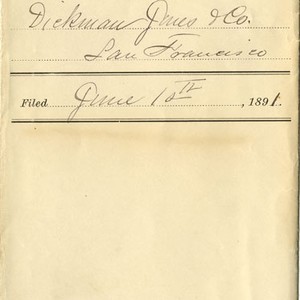 Dickman Jones & Co.
San Francisco
Filed June 10th, 1891.